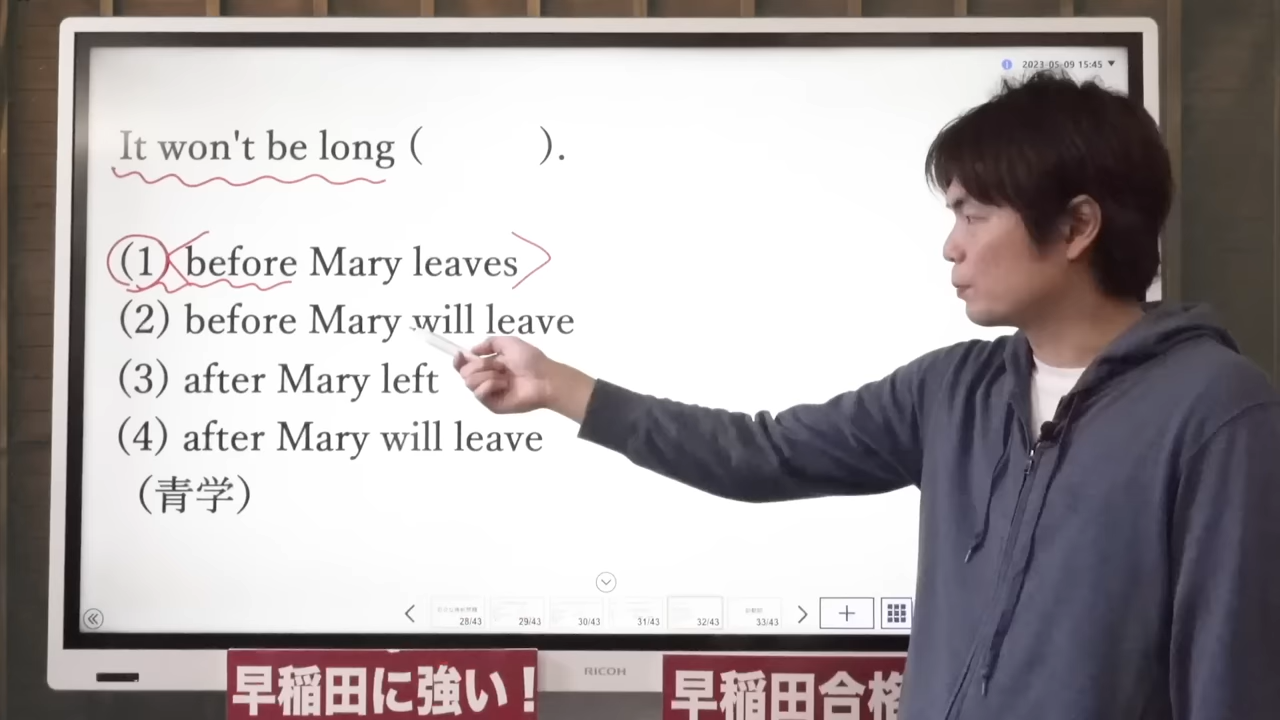 2023-05-09 15:45
It won't be long (          ).
(1) before Mary leaves
(2) before Mary will leave
(3) after Mary left
(4) after Mary will leave
(青学)
28/43 29/43 30/43 31/43 32/43 33/43
RICOH
早稲田に強い!
早稲田合格